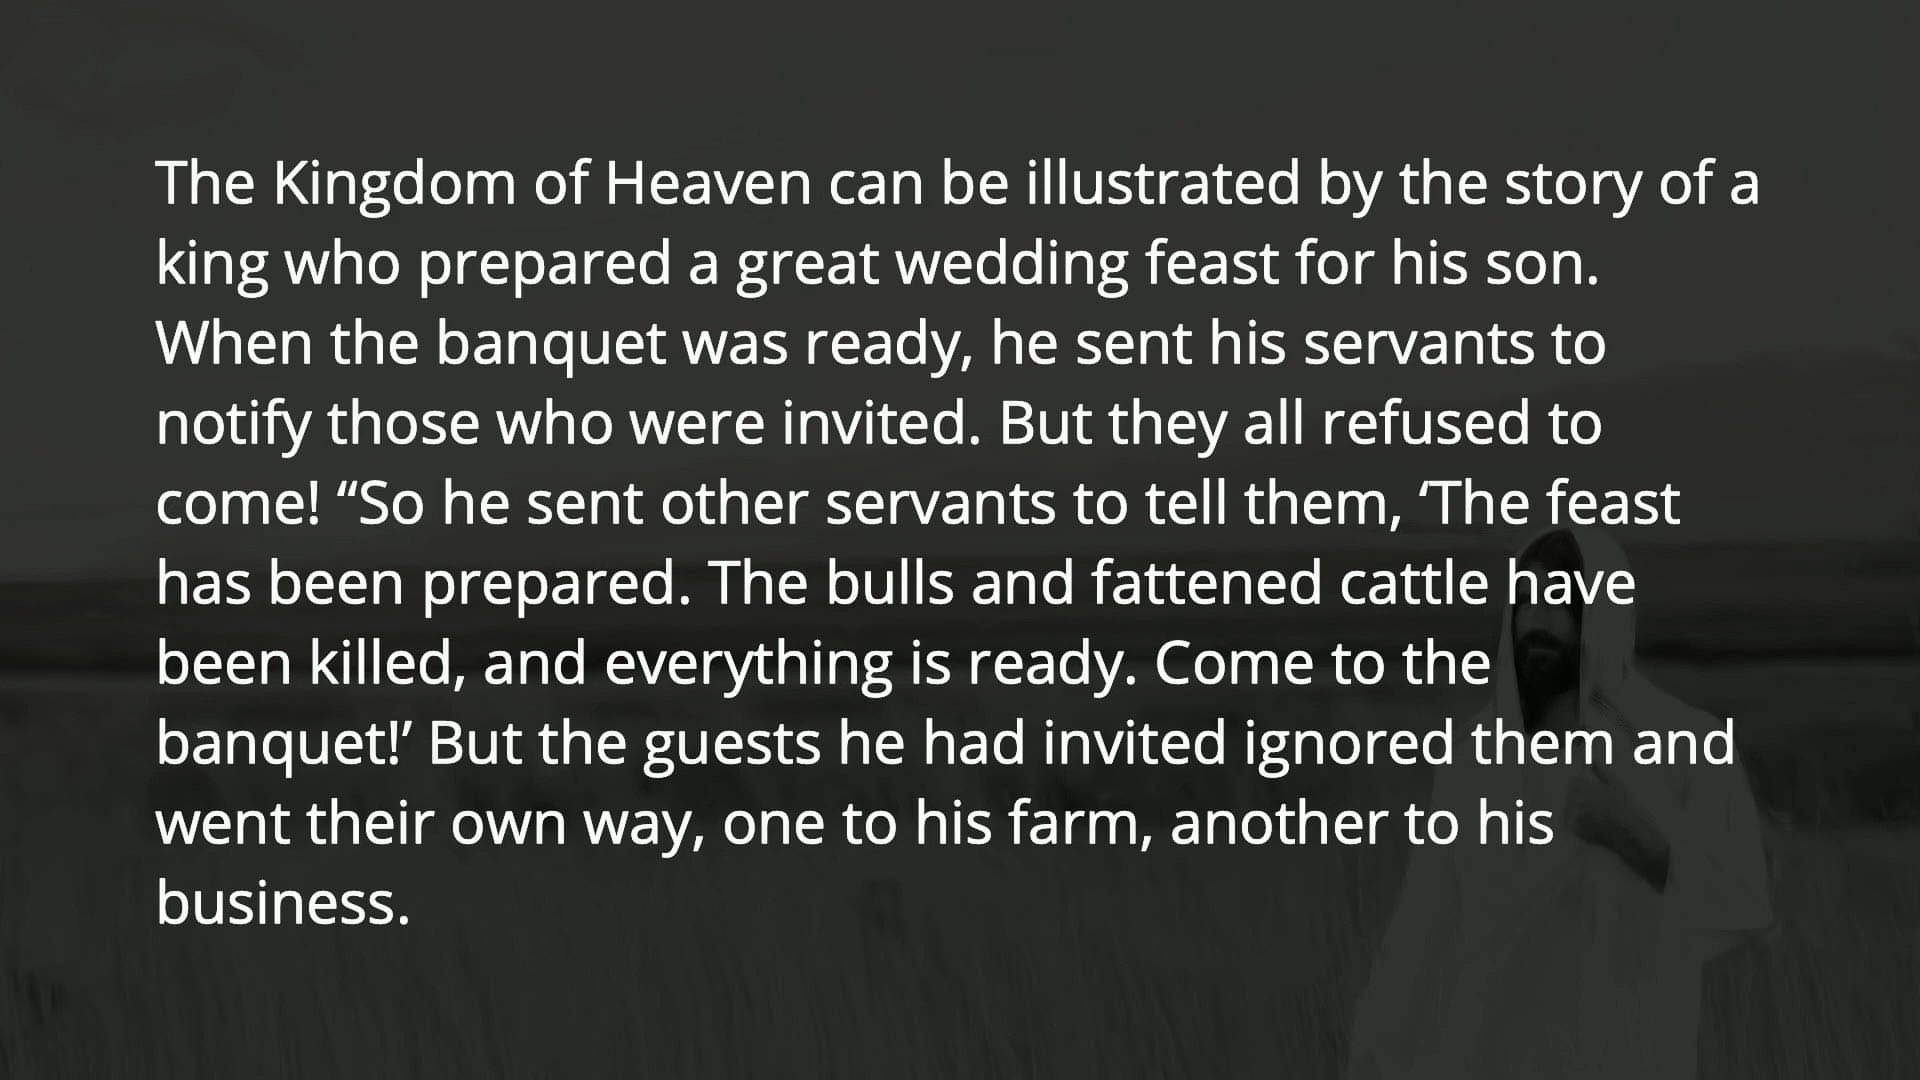 The Kingdom of Heaven can be illustrated by the story of a
king who prepared a great wedding feast for his son.
When the banquet was ready, he sent his servants to
notify those who were invited. But they all refused to
come! “So he sent other servants to tell them, ‘The feast
has been prepared. The bulls and fattened cattle have
been killed, and everything is ready. Come to the
banquet!’ But the guests he had invited ignored them and
went their own way, one to his farm, another to his
business.